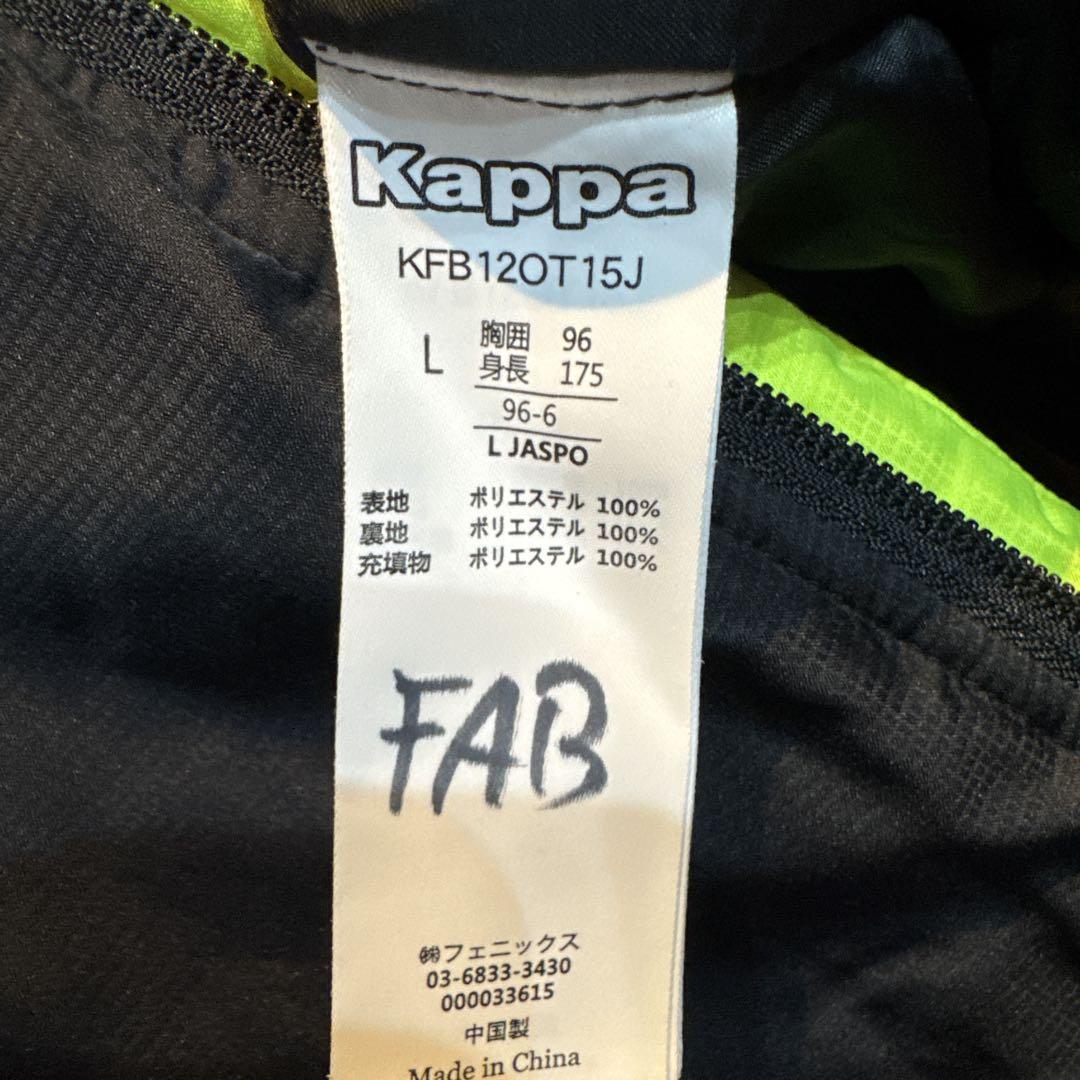 Kappa
KFB12OT15J
L
胸囲 96
身長 175
96-6
L JASPO
表地 ポリエステル 100%
裏地 ポリエステル 100%
充填物 ポリエステル 100%
FAB
㈱フェニックス
03-6833-3430
000033615
中国製
Made in China